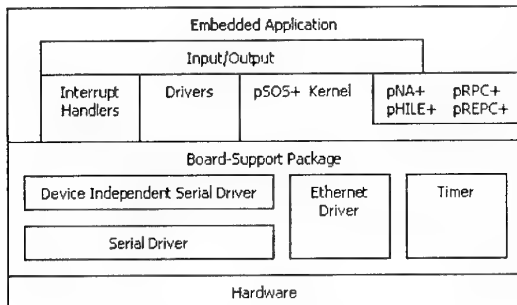 Embedded Application
Input/Output
Interrupt
Handlers
Drivers
pSOS+ Kernel
pNA+ pRPC+
pHILE+ pREPC+
Board-Support Package
Device Independent Serial Driver
Serial Driver
Ethernet
Driver
Timer
Hardware